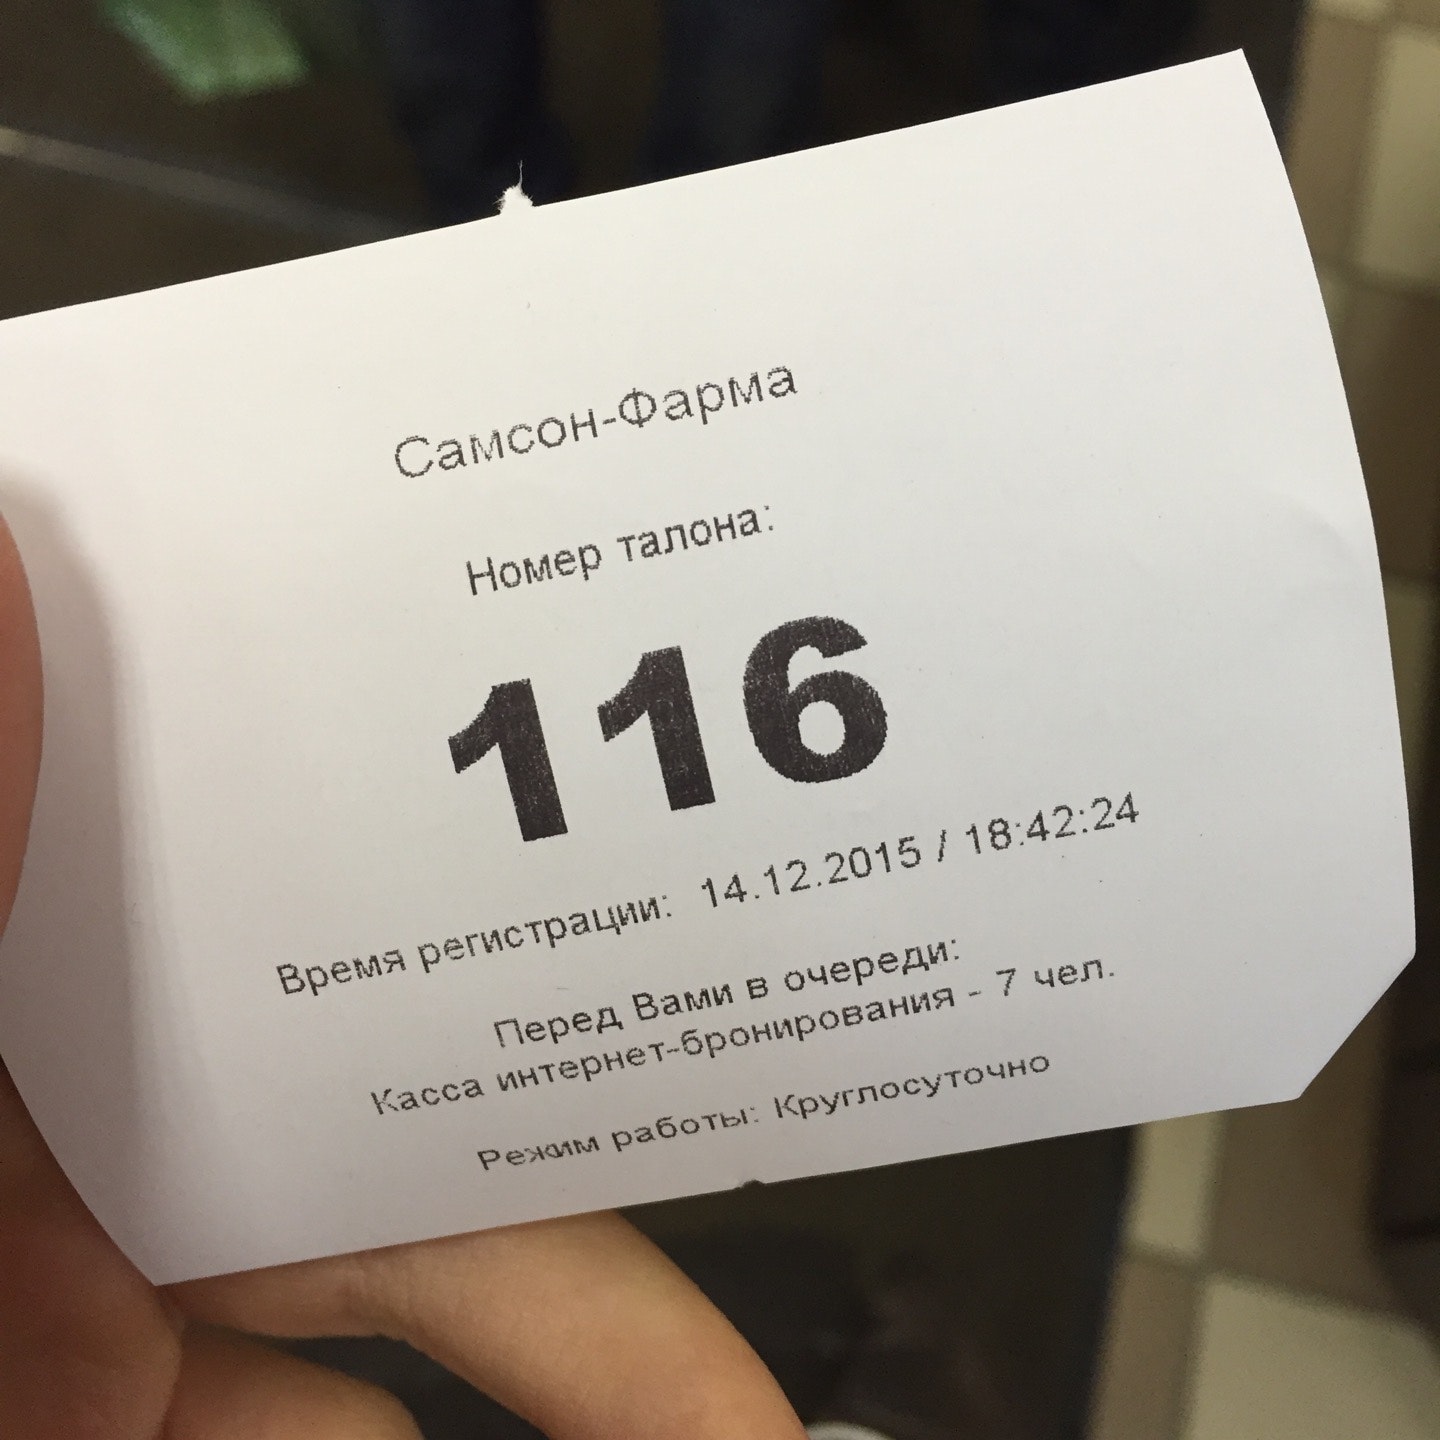 Самсон-Фарма
Номер талона:
116
Время регистрации: 14.12.2015 / 18:42:24
Перед Вами в очереди:
Касса интернет-бронирования - 7 чел.
Режим работы: Круглосуточно